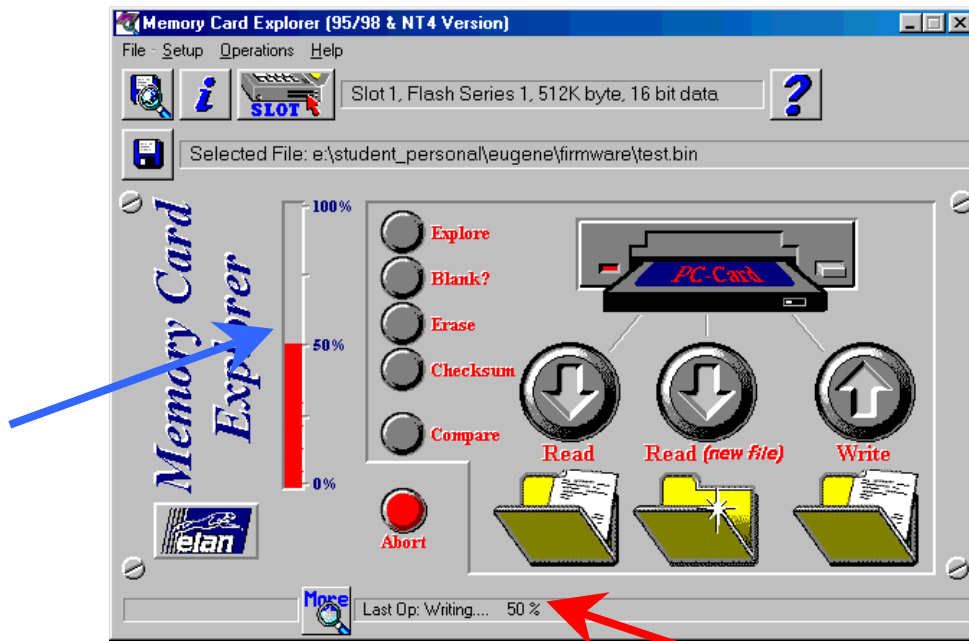 Memory Card Explorer (95/98 & NT4 Version)
File Setup Operations Help
SLOT
Slot 1, Flash Series 1, 512K byte, 16 bit data
Selected File: e:\student_personal\eugene\firmware\test.bin
Memory Card
Explorer
100%
50%
0%
Explore
Blank?
Erase
Checksum
Compare
Abort
PC-Card
Read
Read (new file)
Write
elan
More
Last Op: Writing.... 50 %